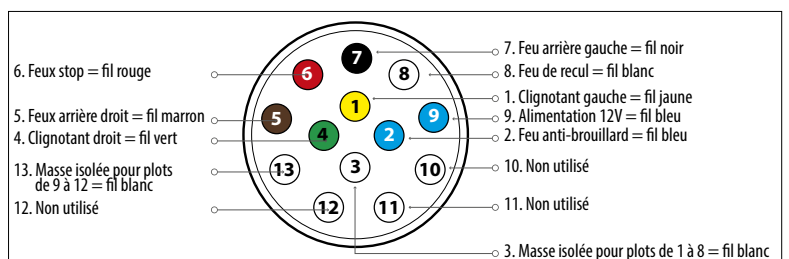 6. Feux stop = fil rouge
5. Feux arrière droit = fil marron
4. Clignotant droit = fil vert
13. Masse isolée pour plots
de 9 à 12 = fil blanc
12. Non utilisé
7
6
8
1
5
9
4
2
13
3
10
12
11
7. Feu arrière gauche = fil noir
8. Feu de recul = fil blanc
1. Clignotant gauche = fil jaune
9. Alimentation 12V = fil bleu
2. Feu anti-brouillard = fil bleu
10. Non utilisé
11. Non utilisé
3. Masse isolée pour plots de 1 à 8 = fil blanc